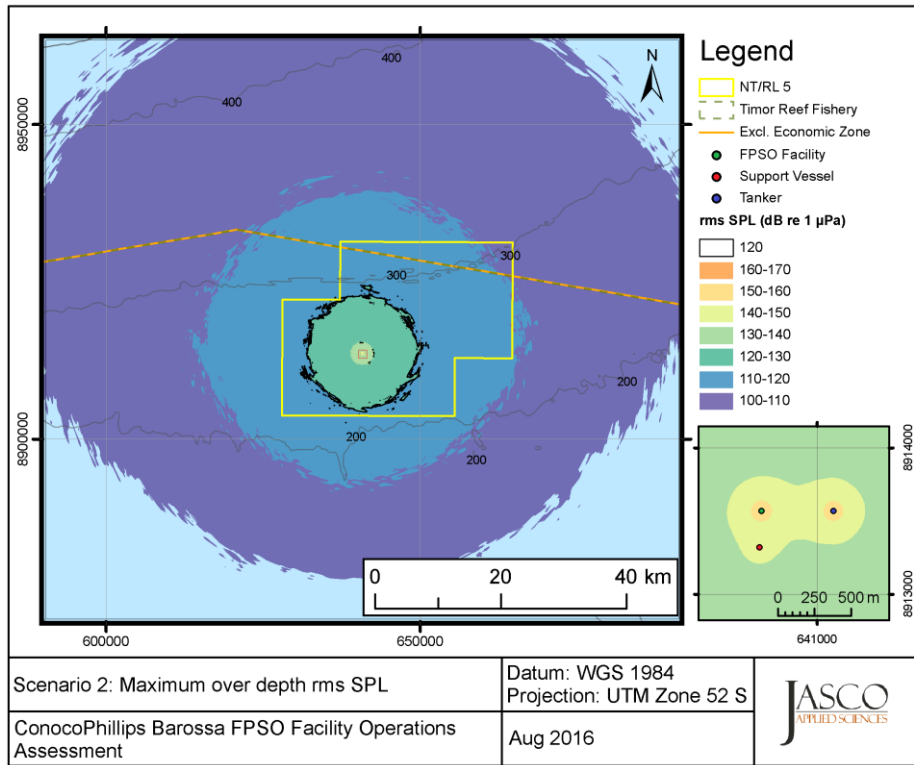 N
400
400
300
300
200
200
200
8950000
8900000
600000
650000
0 20 40 km
Legend
NT/RL 5
Timor Reef Fishery
Excl. Economic Zone
FPSO Facility
Support Vessel
Tanker
rms SPL (dB re 1 µPa)
120
160-170
150-160
140-150
130-140
120-130
110-120
100-110
8914000
8913000
0 250 500 m
641000
Scenario 2: Maximum over depth rms SPL
Datum: WGS 1984
Projection: UTM Zone 52 S
ConocoPhillips Barossa FPSO Facility Operations
Assessment
Aug 2016
JASCO
APPLIED SCIENCES